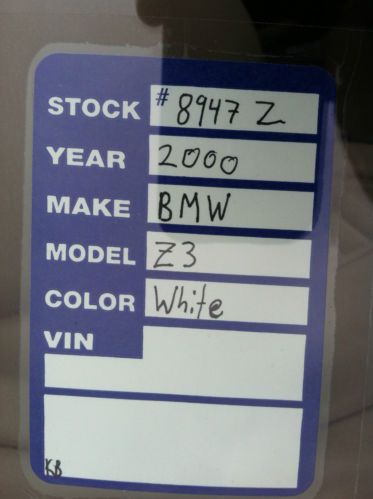 STOCK #8947 Z
YEAR 2000
MAKE BMW
MODEL Z3
COLOR White
VIN
KB